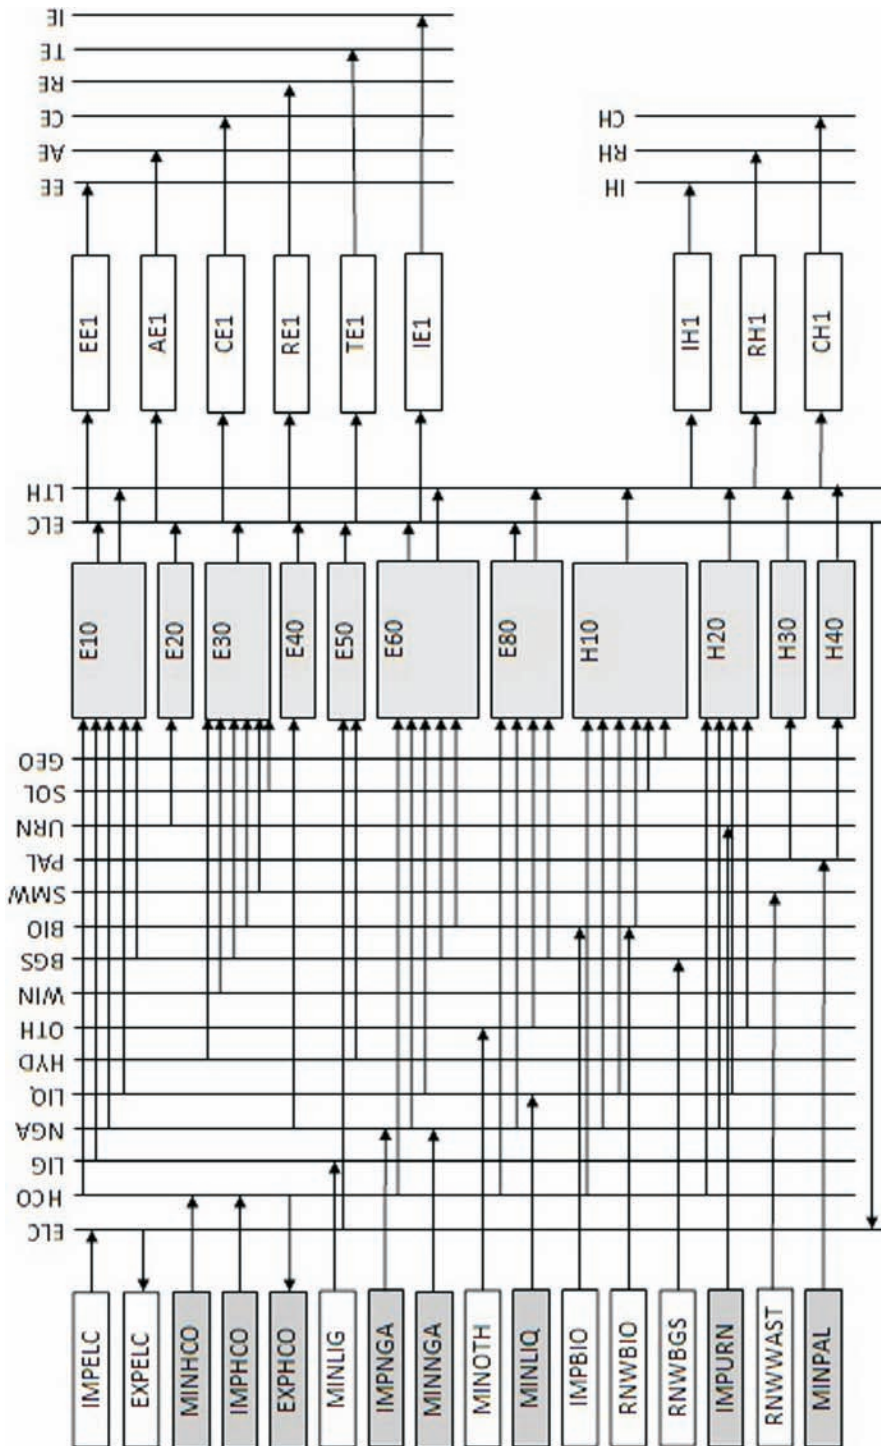 IE
TE
RE
CE
AE
EE
CH
RH
IH
EE1
AE1
CE1
RE1
TE1
IE1
IH1
RH1
CH1
LTH
ELC
E10
E20
E30
E40
E50
E60
E80
H10
H20
H30
H40
GEO
SOL
URN
PAL
SMW
BIO
BGS
WIN
OTH
HYD
LIQ
NGA
LIG
HCO
ELC
IMPELC
EXPELC
MINHCO
IMPHCO
EXPHCO
MINLIG
IMPNGA
MINNGA
MINOTH
MINLIQ
IMPBIO
RNWBIO
RNWBGS
IMPURN
RNWWAST
MINPAL